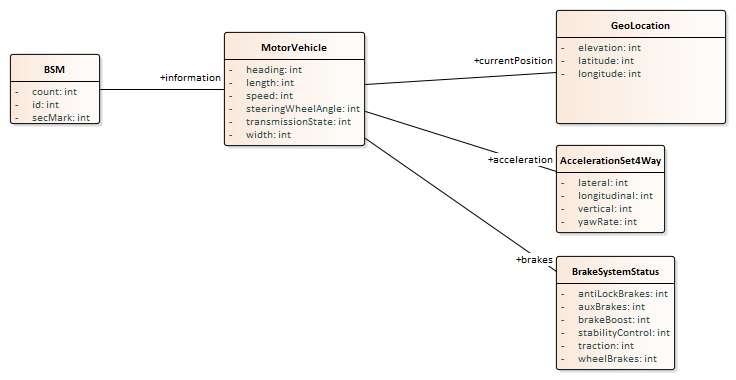 BSM
- count: int
- id: int
- secMark: int
+information
MotorVehicle
- heading: int
- length: int
- speed: int
- steeringWheelAngle: int
- transmissionState: int
- width: int
+currentPosition
GeoLocation
- elevation: int
- latitude: int
- longitude: int
+acceleration
AccelerationSet4Way
- lateral: int
- longitudinal: int
- vertical: int
- yawRate: int
+brakes
BrakeSystemStatus
- antiLockBrakes: int
- auxBrakes: int
- brakeBoost: int
- stabilityControl: int
- traction: int
- wheelBrakes: int